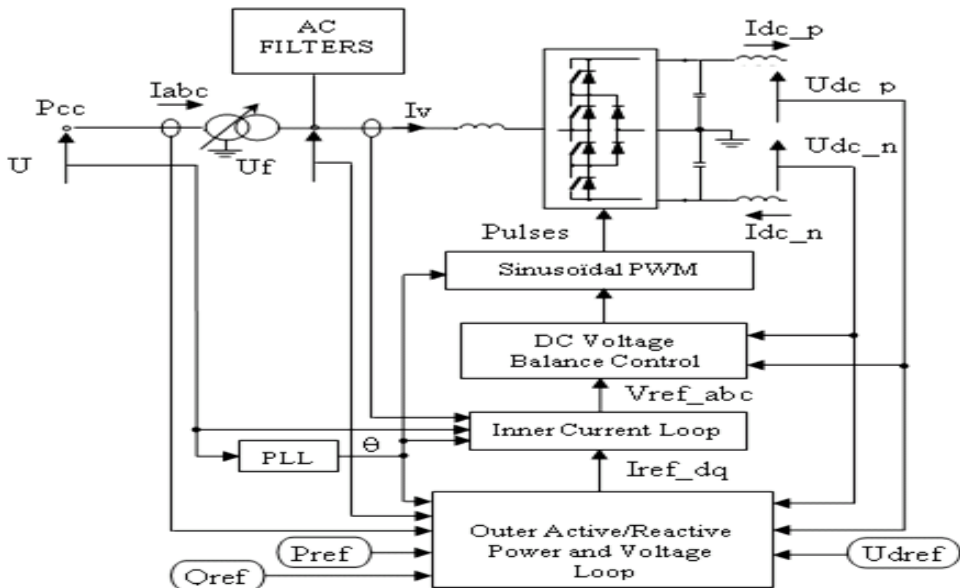 AC
FILTERS
Idc_p
Iabc
Pcc
Iv
Udc_p
U
Uf
Udc_n
Idc_n
Pulses
Sinusoïdal PWM
DC Voltage
Balance Control
Vref_abc
Inner Current Loop
θ
PLL
Iref_dq
Outer Active/Reactive
Power and Voltage
Loop
Pref
Udref
Qref